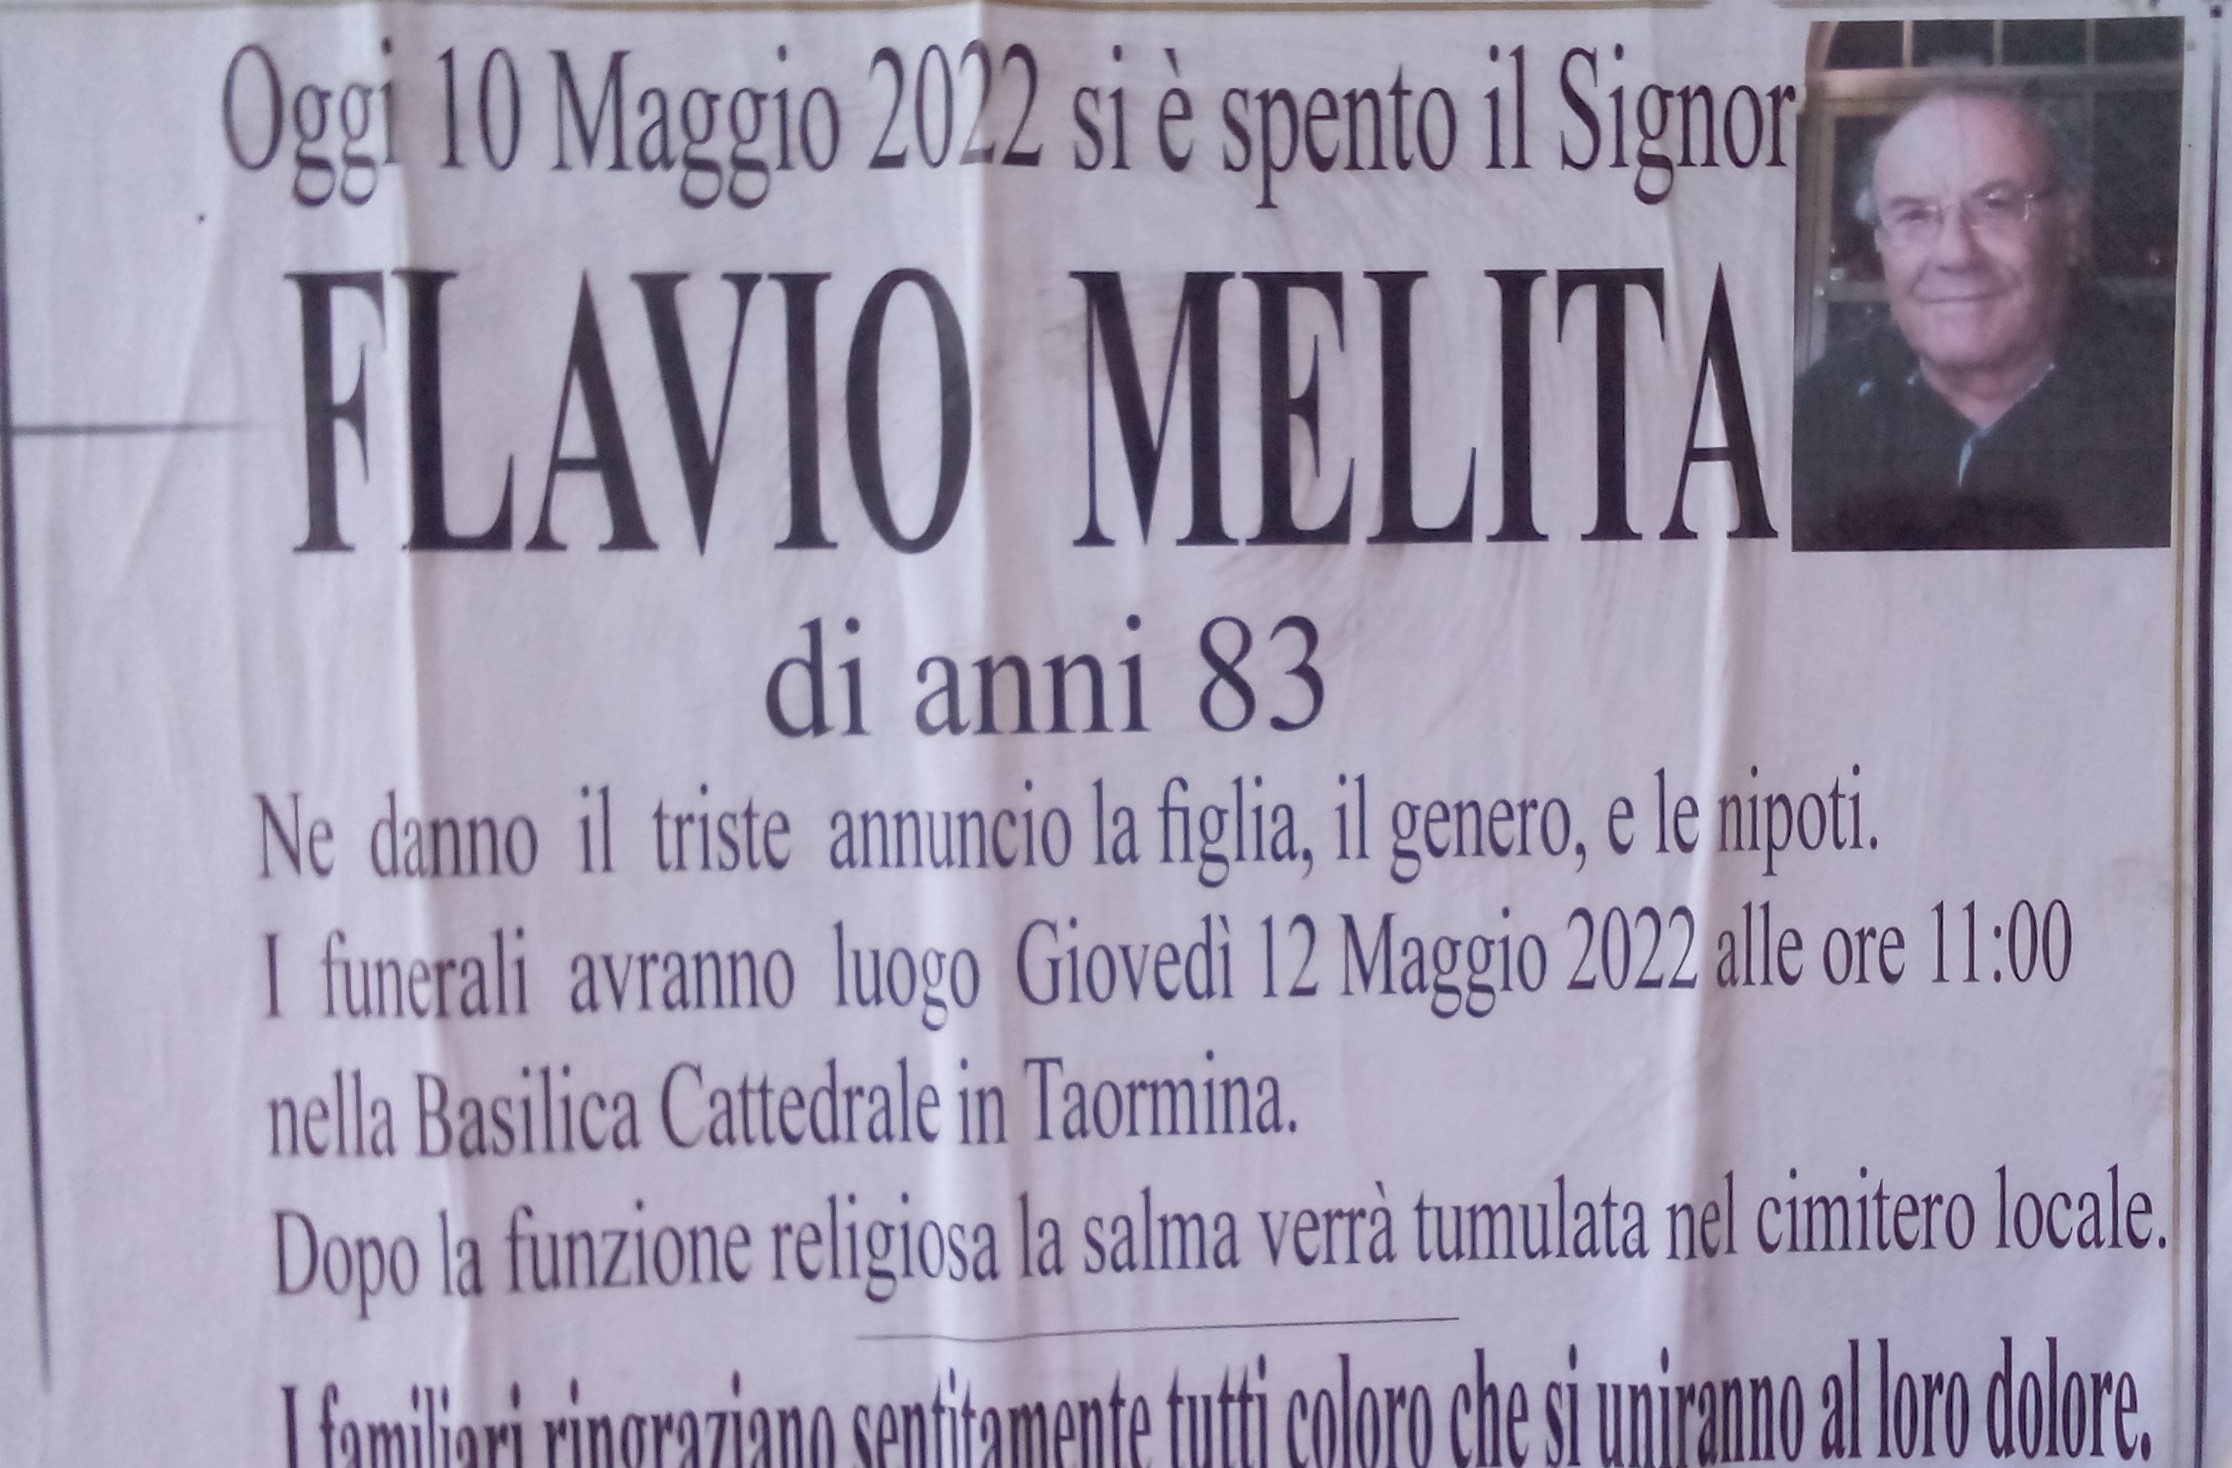 Oggi 10 Maggio 2022 si è spento il Signor
FLAVIO MELITA
di anni 83
Ne danno il triste annuncio la figlia, il genero, e le nipoti.
I funerali avranno luogo Giovedì 12 Maggio 2022 alle ore 11:00
nella Basilica Cattedrale in Taormina.
Dopo la funzione religiosa la salma verrà tumulata nel cimitero locale.
I familiari ringraziano sentitamente tutti coloro che si uniranno al loro dolore.